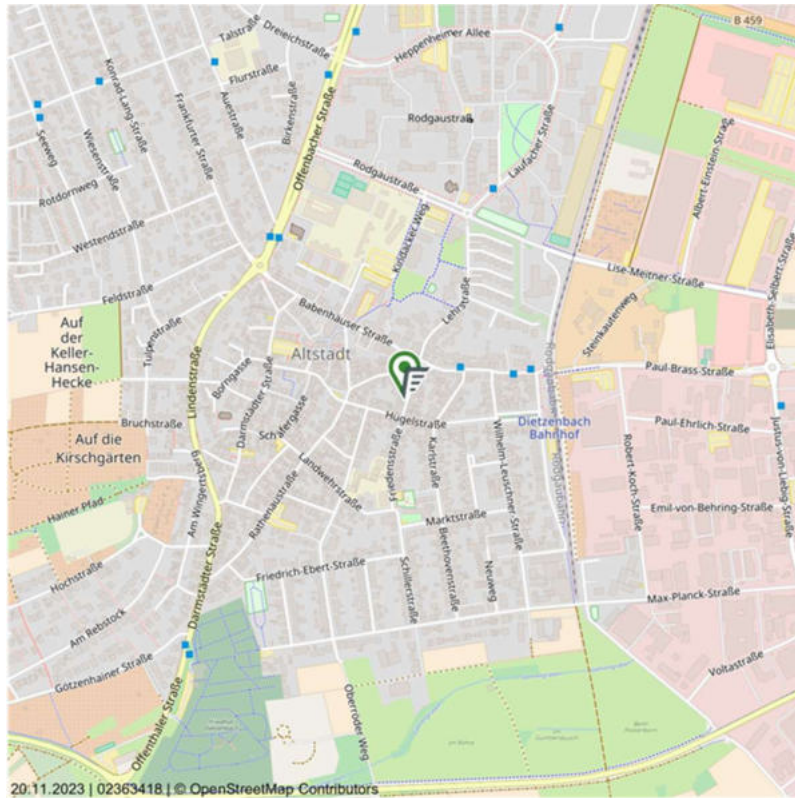 B 459
Talstraße
Dreieichstraße
Heppenheimer Allee
Konrad-Lang-Straße
Flurstraße
Frankfurter Straße
Auestraße
Birkenstraße
Offenbacher Straße
Rodgaustraß
Laufacher Straße
Albert-Einstein-Straße
Seeweg
Wiesenstraße
Rotdornweg
Rodgaustraße
Westendstraße
Kindäcker Weg
Lise-Meitner-Straße
Elisabeth-Selbert-Straße
Feldstraße
Lehrstraße
Steinkautenweg
Babenhäuser Straße
Tulpenstraße
Auf
der
Keller-
Hansen-
Hecke
Lindenstraße
Altstadt
Borngasse
Darmstädter Straße
Paul-Brass-Straße
Bruchstraße
Schäfergasse
Hügelstraße
Dietzenbach
Bahnhof
Paul-Ehrlich-Straße
Auf die
Kirschgärten
Am Wingertsberg
Landwehrstraße
Friedensstraße
Karlstraße
Wilhelm-Leuschner-Straße
Robert-Koch-Straße
Justus-von-Liebig-Straße
Hainer Pfad
Rathenaustraße
Marktstraße
Emil-von-Behring-Straße
Hochstraße
Darmstädter Straße
Friedrich-Ebert-Straße
Schillerstraße
Beethovenstraße
Neuweg
Max-Planck-Straße
Am Rebstock
Götzenhainer Straße
Voltastraße
Offenthaler Straße
Oberroder Weg
20.11.2023 | 02363418 | © OpenStreetMap Contributors